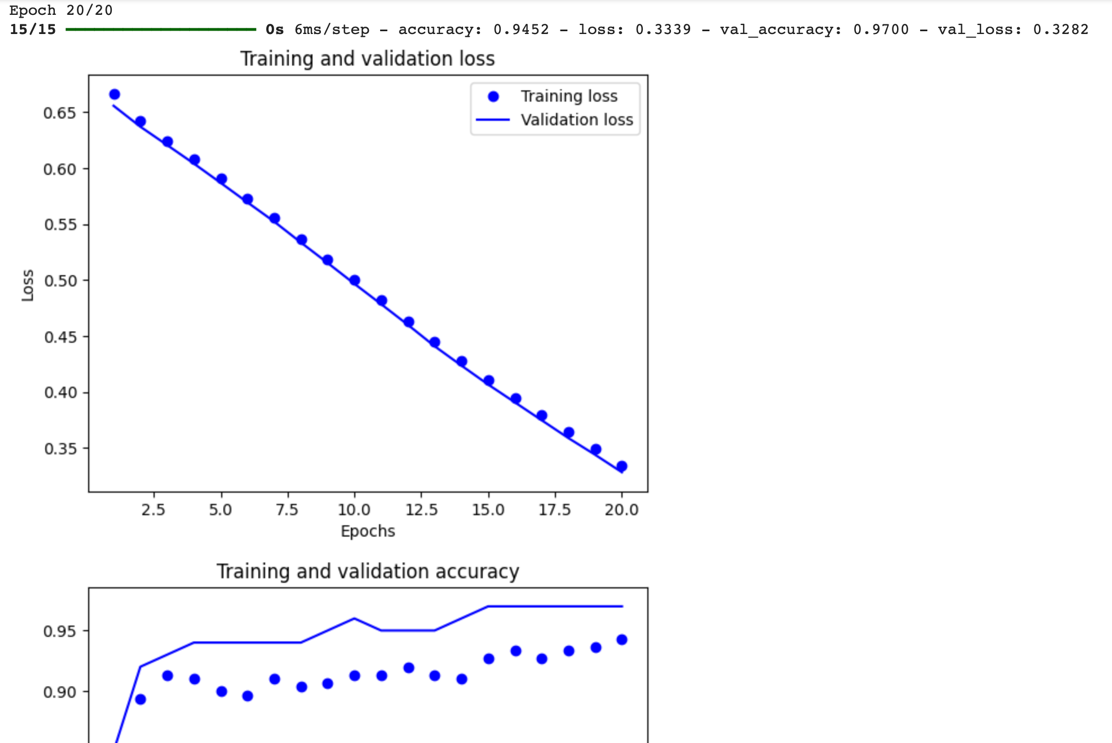 Epoch 20/20
15/15 0s 6ms/step - accuracy: 0.9452 - loss: 0.3339 - val_accuracy: 0.9700 - val_loss: 0.3282
Training and validation loss
Training loss
Validation loss
0.65
0.60
0.55
0.50
0.45
0.40
0.35
Loss
2.5 5.0 7.5 10.0 12.5 15.0 17.5 20.0
Epochs
Training and validation accuracy
0.95
0.90